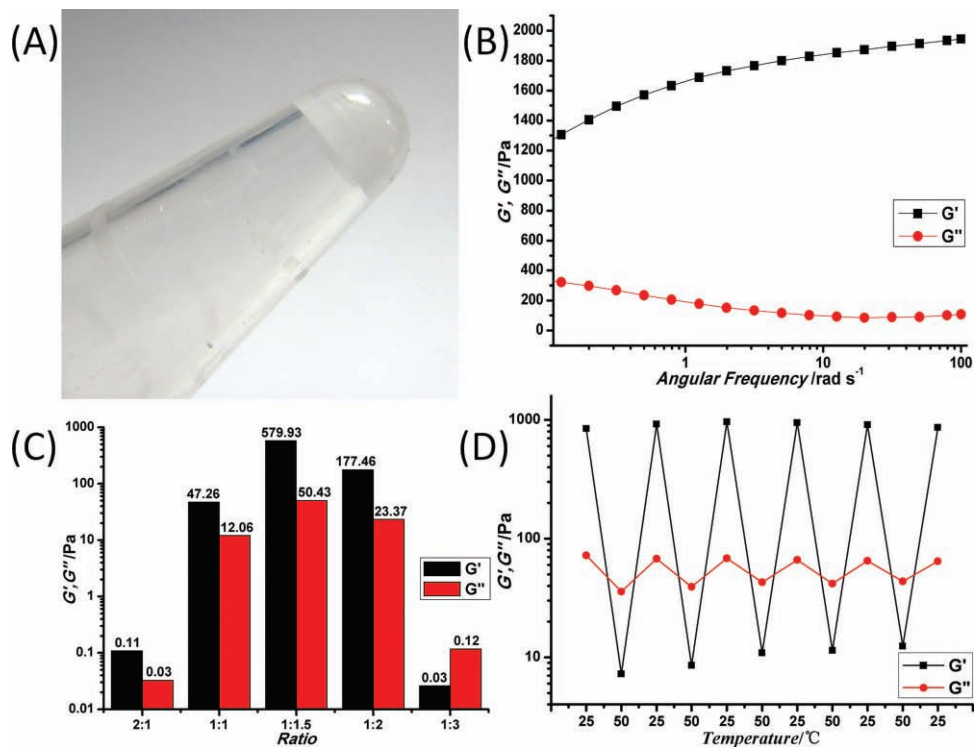 (A)
(B)
2000
1800
1600
1400
1200
1000
800
600
400
200
0
G', G''/Pa
G'
G''
1
10
100
Angular Frequency /rad s⁻¹
(C)
1000
100
10
1
0.1
0.01
G',G''/Pa
0.11
0.03
47.26
12.06
579.93
50.43
177.46
23.37
0.03
0.12
G'
G''
2:1
1:1
1:1.5
1:2
1:3
Ratio
(D)
1000
100
10
G',G''/Pa
G'
G''
25 50 25 50 25 50 25 50 25 50 25
Temperature/℃